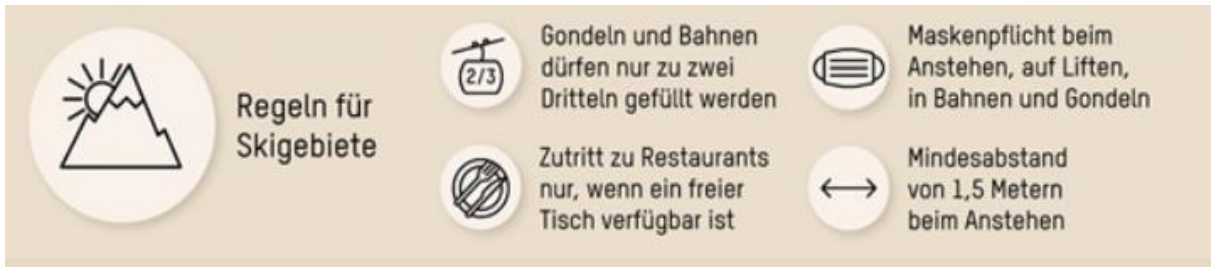 Regeln für
Skigebiete
Gondeln und Bahnen
dürfen nur zu zwei
Dritteln gefüllt werden
2/3
Maskenpflicht beim
Anstehen, auf Liften,
in Bahnen und Gondeln
Zutritt zu Restaurants
nur, wenn ein freier
Tisch verfügbar ist
Mindesabstand
von 1,5 Metern
beim Anstehen